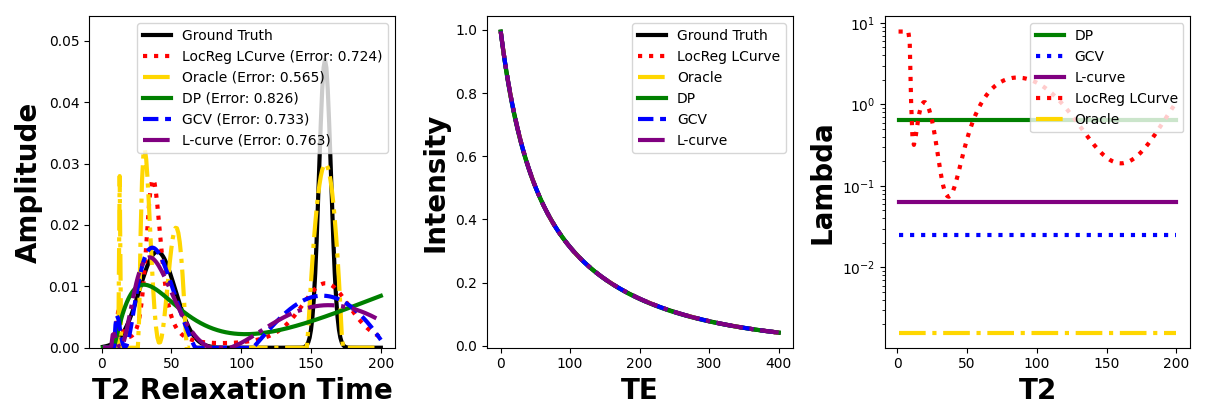 Amplitude
0.05
0.04
0.03
0.02
0.01
0.00
Ground Truth
LocReg LCurve (Error: 0.724)
Oracle (Error: 0.565)
DP (Error: 0.826)
GCV (Error: 0.733)
L-curve (Error: 0.763)
0 50 100 150 200
T2 Relaxation Time
Intensity
1.0
0.8
0.6
0.4
0.2
0.0
Ground Truth
LocReg LCurve
Oracle
DP
GCV
L-curve
0 100 200 300 400
TE
Lambda
10¹
10⁰
10⁻¹
10⁻²
DP
GCV
L-curve
LocReg LCurve
Oracle
0 50 100 150 200
T2